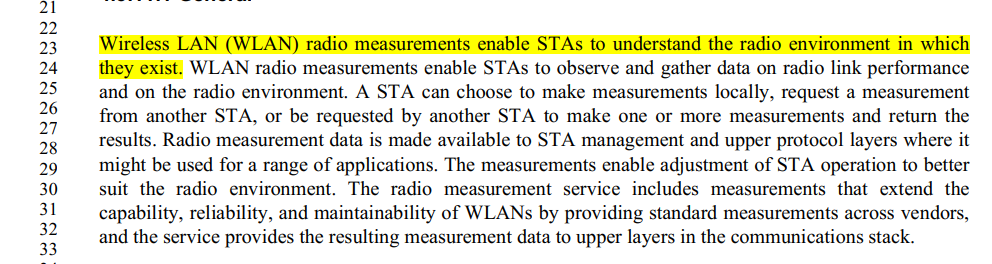 21
22
23 Wireless LAN (WLAN) radio measurements enable STAs to understand the radio environment in which
24 they exist. WLAN radio measurements enable STAs to observe and gather data on radio link performance
25 and on the radio environment. A STA can choose to make measurements locally, request a measurement
26 from another STA, or be requested by another STA to make one or more measurements and return the
27 results. Radio measurement data is made available to STA management and upper protocol layers where it
28 might be used for a range of applications. The measurements enable adjustment of STA operation to better
29 suit the radio environment. The radio measurement service includes measurements that extend the
30 capability, reliability, and maintainability of WLANs by providing standard measurements across vendors,
31 and the service provides the resulting measurement data to upper layers in the communications stack.
32
33